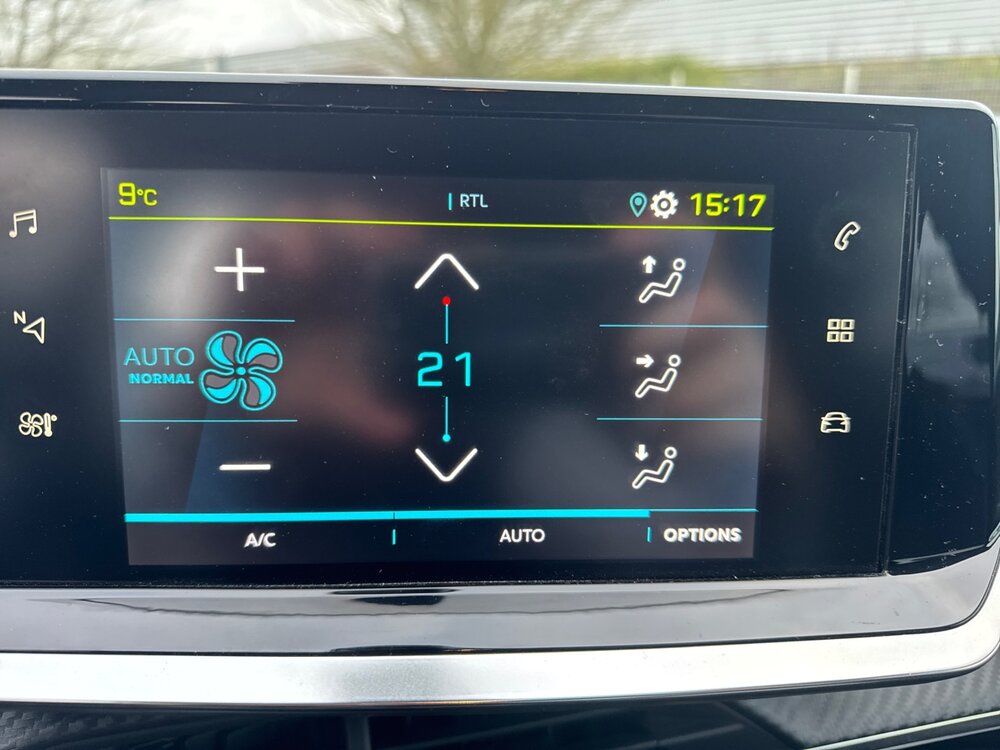 9°C
RTL
15:17
N
AUTO
NORMAL
21
A/C
AUTO
OPTIONS